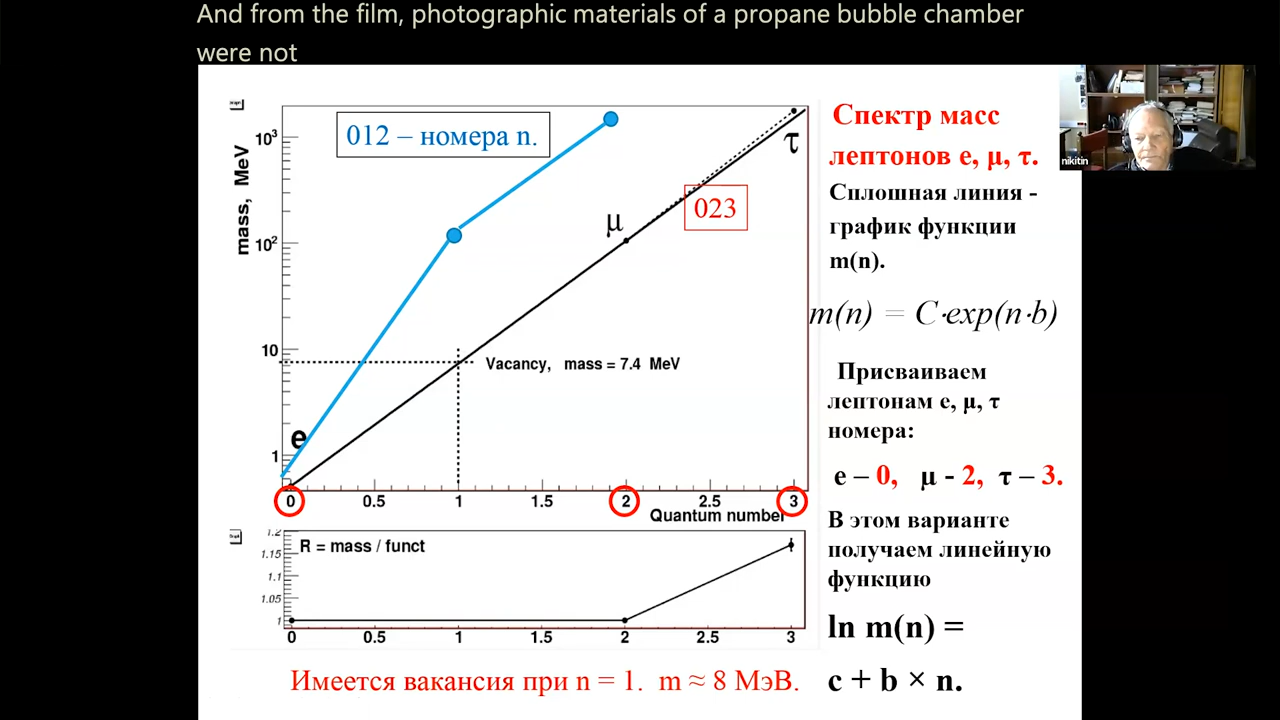 And from the film, photographic materials of a propane bubble chamber
were not
nikitin
012 – номера n.
mass, MeV
10³
10²
10
1
e
μ
τ
023
Vacancy, mass = 7.4 MeV
0 0.5 1 1.5 2 2.5 3
Quantum number
R = mass / funct
1.2
1.15
1.1
1.05
1
0 0.5 1 1.5 2 2.5 3
Имеется вакансия при n = 1. m ≈ 8 МэВ.
Спектр масс
лептонов e, μ, τ.
Сплошная линия -
график функции
m(n).
m(n) = C·exp(n·b)
Присваиваем
лептонам e, μ, τ
номера:
e – 0, μ - 2, τ – 3.
В этом варианте
получаем линейную
функцию
ln m(n) =
c + b × n.